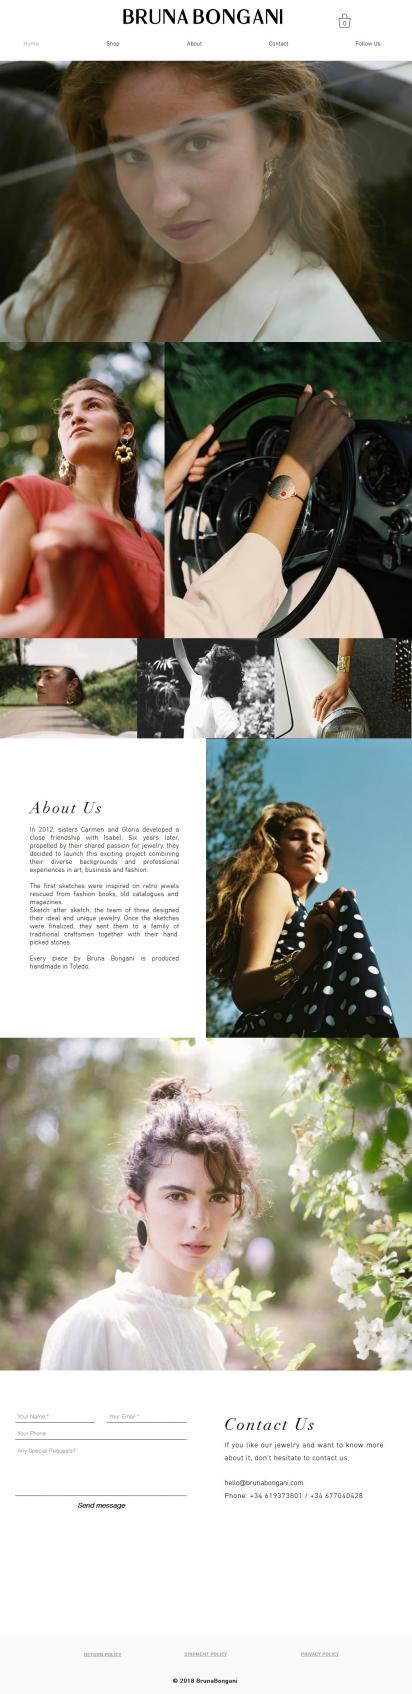 BRUNA BONGANI
0
Home Shop About Contact Follow Us
About Us
In 2012, sisters Carmen and Gloria developed a
close friendship with Isabel. Six years later,
propelled by their shared passion for jewelry, they
decided to launch this exciting project combining
their diverse backgrounds and professional
experiences in art, business and fashion.
The first sketches were inspired on retro jewels
rescued from fashion books, old catalogues and
magazines.
Sketch after sketch, the team of three designed
their ideal and unique jewelry. Once the sketches
were finalized, they sent them to a family of
traditional craftsmen together with their hand
picked stones.
Every piece by Bruna Bongani is produced
handmade in Toledo.
Your Name * Your Email *
Your Phone
Any Special Requests?
Send message
Contact Us
If you like our jewelry and want to know more
about it, don't hesitate to contact us.
hello@brunabongani.com
Phone: +34 619373801 / +34 677040428
RETURN POLICY SHIPMENT POLICY PRIVACY POLICY
© 2018 BrunaBongani